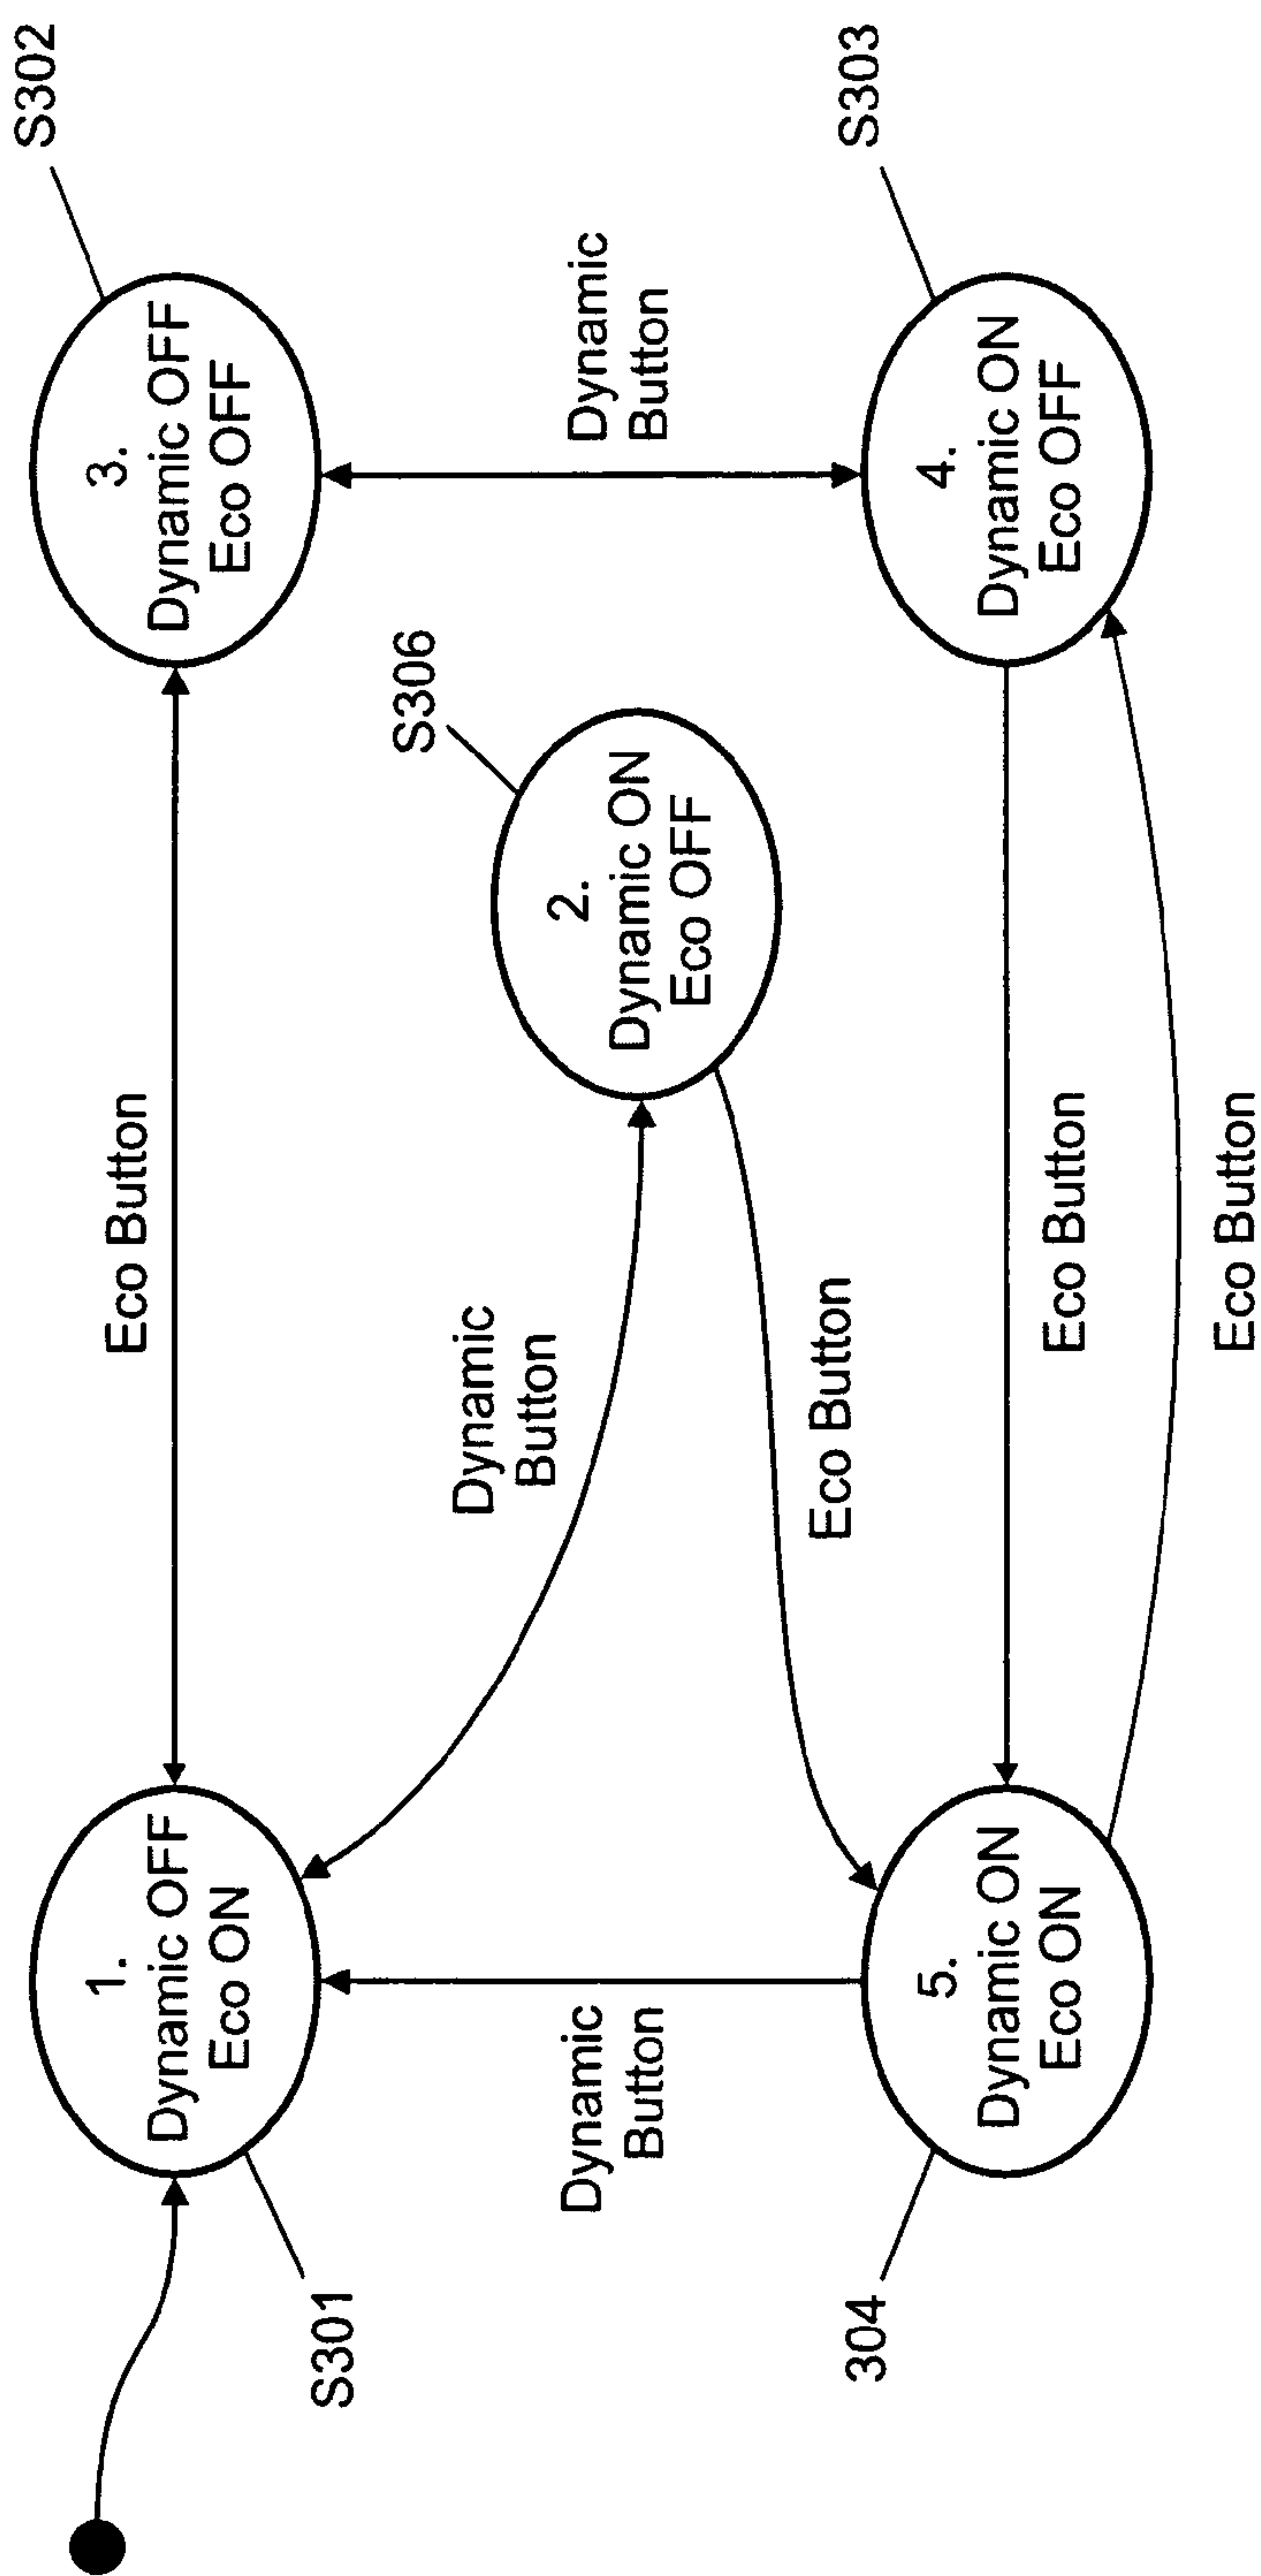 S302
3.
Dynamic OFF
Eco OFF
Eco Button
1.
Dynamic OFF
Eco ON
S301
Dynamic
Button
S306
2.
Dynamic ON
Eco OFF
Dynamic
Button
Dynamic
Button
Eco Button
S303
4.
Dynamic ON
Eco OFF
Eco Button
5.
Dynamic ON
Eco ON
304
Eco Button